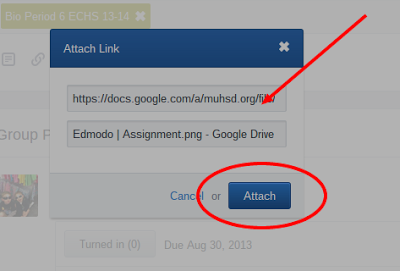 Bio Period 6 ECHS 13-14 ✖
Attach Link ✖
https://docs.google.com/a/muhsd.org/file/
Edmodo | Assignment.png - Google Drive
Group P
Cancel or Attach
Turned in (0) Due Aug 30, 2013